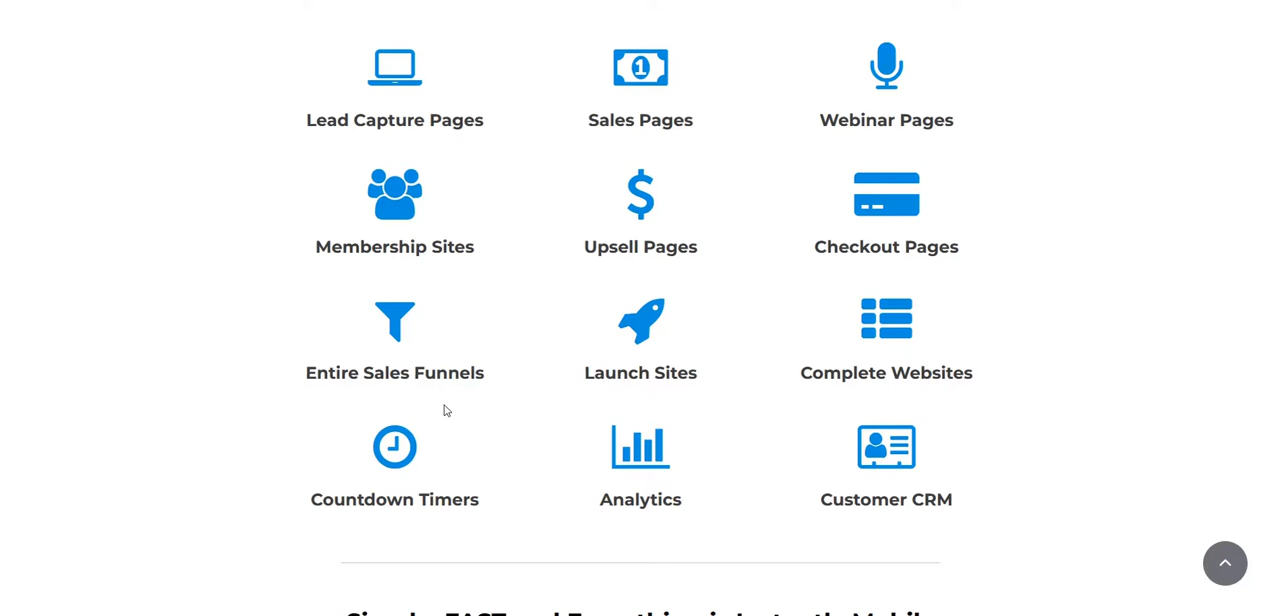 Lead Capture Pages
Sales Pages
Webinar Pages
Membership Sites
Upsell Pages
Checkout Pages
Entire Sales Funnels
Launch Sites
Complete Websites
Countdown Timers
Analytics
Customer CRM